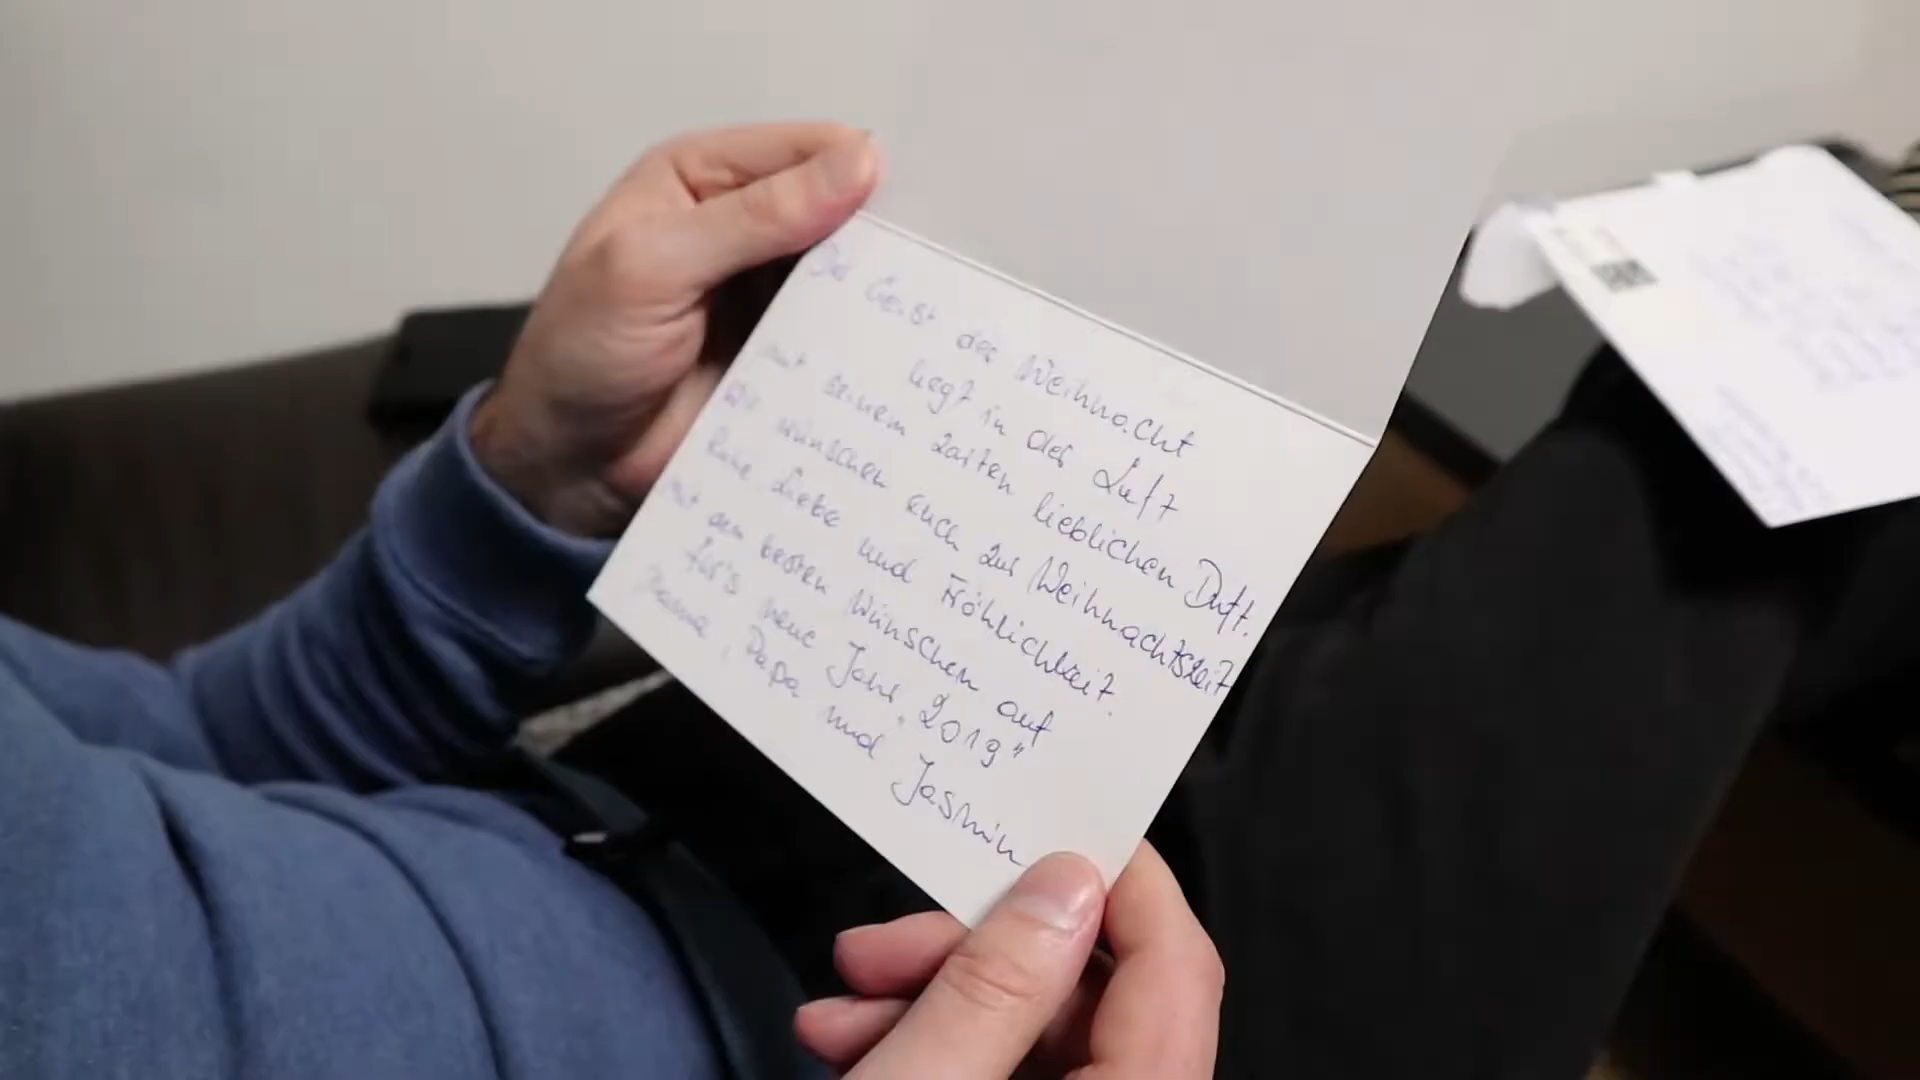 Der Geist der Weihnacht
liegt in der Luft
mit seinem zarten lieblichen Duft.
Wir wünschen euch zur Weihnachtszeit
Ruhe Liebe und Fröhlichkeit.
Mit den besten Wünschen auf
für's neue Jahr „2019"
Mama, Papa und Jasmin